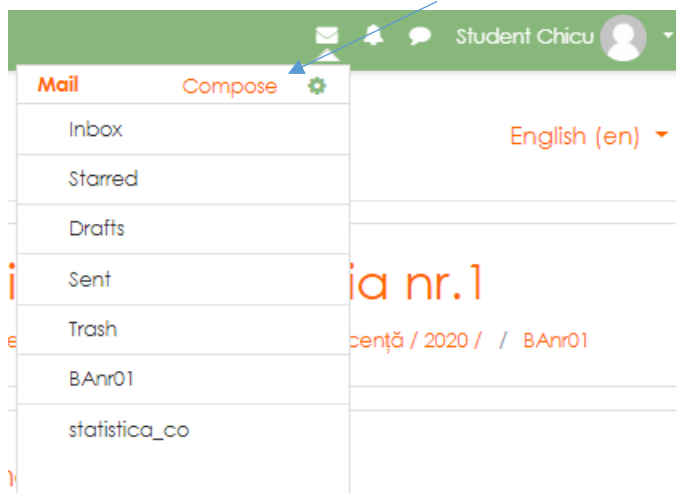 Student Chicu
Mail Compose
Inbox
English (en)
Starred
Drafts
Sent
ia nr.1
Trash
cență / 2020 / / BAnr01
BAnr01
statistica_co